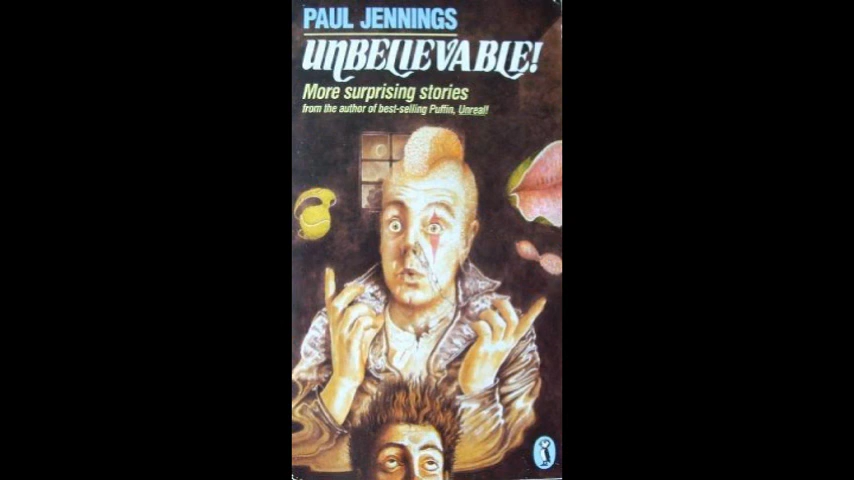 PAUL JENNINGS
UNBELIEVABLE!
More surprising stories
from the author of best-selling Puffin, Unreal!